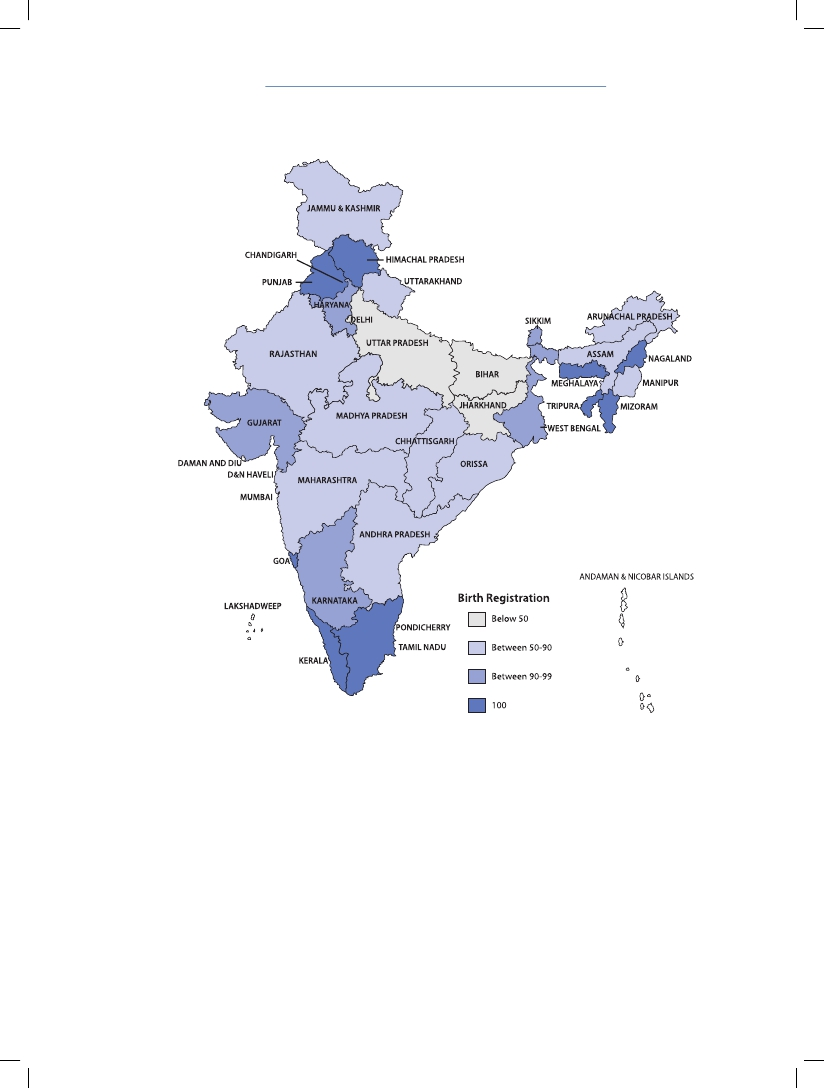 JAMMU & KASHMIR
CHANDIGARH
HIMACHAL PRADESH
PUNJAB
UTTARAKHAND
HARYANA
DELHI
UTTAR PRADESH
RAJASTHAN
SIKKIM
ARUNACHAL PRADESH
ASSAM
NAGALAND
BIHAR
MEGHALAYA
MANIPUR
JHARKHAND
TRIPURA
MIZORAM
GUJARAT
MADHYA PRADESH
WEST BENGAL
CHHATTISGARH
DAMAN AND DIU
ORISSA
D&N HAVELI
MAHARASHTRA
MUMBAI
ANDHRA PRADESH
GOA
ANDAMAN & NICOBAR ISLANDS
KARNATAKA
LAKSHADWEEP
PONDICHERRY
TAMIL NADU
KERALA
Birth Registration
Below 50
Between 50-90
Between 90-99
100